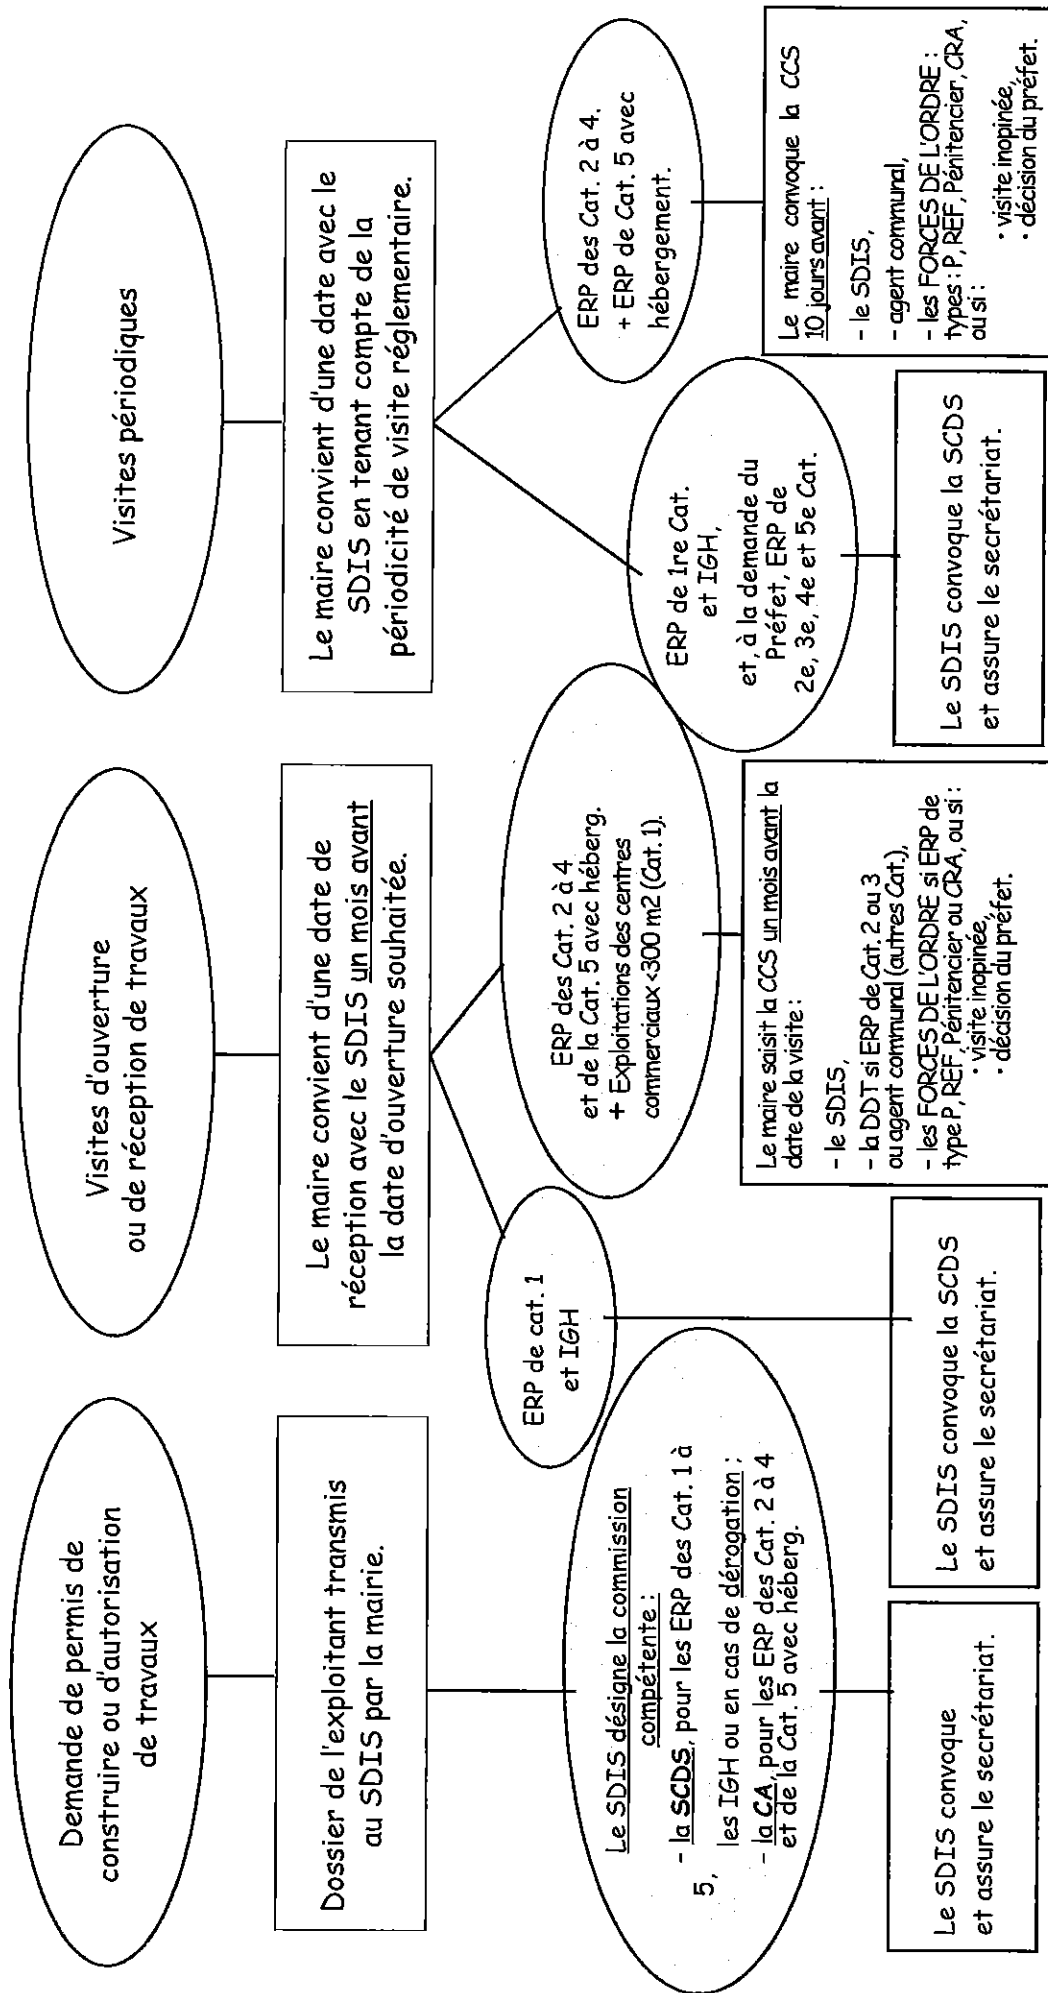 Demande de permis de
construire ou d'autorisation
de travaux
Dossier de l'exploitant transmis
au SDIS par la mairie.
Le SDIS désigne la commission
compétente :
- la SCDS, pour les ERP des Cat. 1 à
5,
les IGH ou en cas de dérogation ;
- la CA, pour les ERP des Cat. 2 à 4
et de la Cat. 5 avec héberg.
Le SDIS convoque
et assure le secrétariat.
Visites d'ouverture
ou de réception de travaux
Le maire convient d'une date de
réception avec le SDIS un mois avant
la date d'ouverture souhaitée.
ERP de cat. 1
et IGH
Le SDIS convoque la SCDS
et assure le secrétariat.
ERP des Cat. 2 à 4
et de la Cat. 5 avec héberg.
+ Exploitations des centres
commerciaux <300 m2 (Cat. 1).
Le maire saisit la CCS un mois avant la
date de la visite :
- le SDIS,
- la DDT si ERP de Cat. 2 ou 3
ou agent communal (autres Cat.),
- les FORCES DE L'ORDRE si ERP de
type P, REF, Pénitencier ou CRA, ou si :
• visite inopinée,
• décision du préfet.
Visites périodiques
Le maire convient d'une date avec le
SDIS en tenant compte de la
périodicité de visite réglementaire.
ERP de 1re Cat.
et IGH,
et, à la demande du
Préfet, ERP de
2e, 3e, 4e et 5e Cat.
Le SDIS convoque la SCDS
et assure le secrétariat.
ERP des Cat. 2 à 4.
+ ERP de Cat. 5 avec
hébergement.
Le maire convoque la CCS
10 jours avant :
- le SDIS,
- agent communal,
- les FORCES DE L'ORDRE :
types : P, REF, Pénitencier, CRA,
ou si :
• visite inopinée,
• décision du préfet.